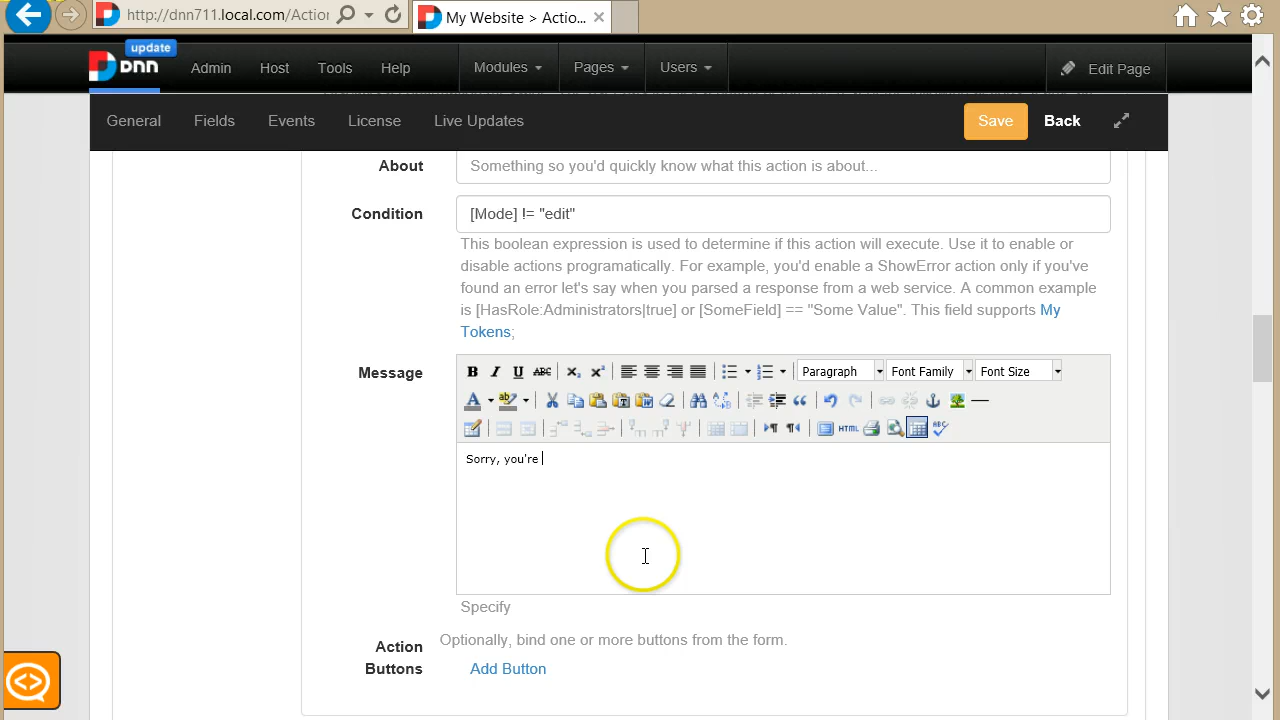 http://dnn711.local.com/Action
My Website > Actio...
update
DNN
Admin
Host
Tools
Help
Modules
Pages
Users
Edit Page
General
Fields
Events
License
Live Updates
Save
Back
About
Something so you'd quickly know what this action is about...
Condition
[Mode] != "edit"
This boolean expression is used to determine if this action will execute. Use it to enable or
disable actions programatically. For example, you'd enable a ShowError action only if you've
found an error let's say when you parsed a response from a web service. A common example
is [HasRole:Administrators|true] or [SomeField] == "Some Value". This field supports My
Tokens;
Message
B I U ABC
Paragraph
Font Family
Font Size
HTML
Sorry, you're
Specify
Action
Buttons
Optionally, bind one or more buttons from the form.
Add Button